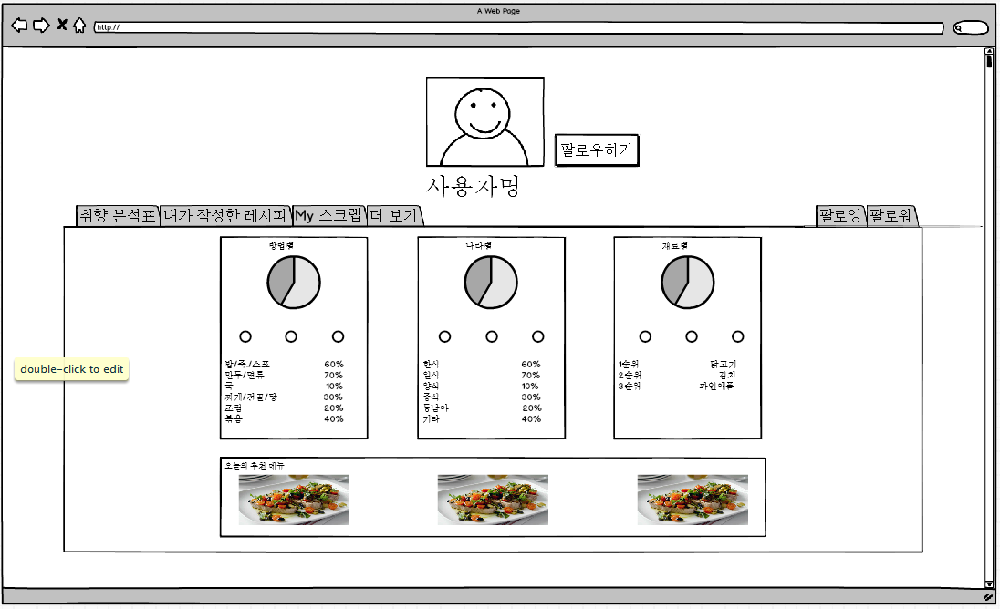 A Web Page
http://
팔로우하기
사용자명
취향 분석표 내가 작성한 레시피 My 스크랩 더 보기 팔로잉 팔로워
방법별 나라별 재료별
밥/죽/스프 60% 한식 60% 1순위 닭고기
만두/면류 70% 일식 70% 2순위 김치
국 10% 양식 10% 3순위 파인애플
찌개/전골/탕 30% 중식 30%
조림 20% 동남아 20%
볶음 40% 기타 40%
double-click to edit
오늘의 추천 메뉴